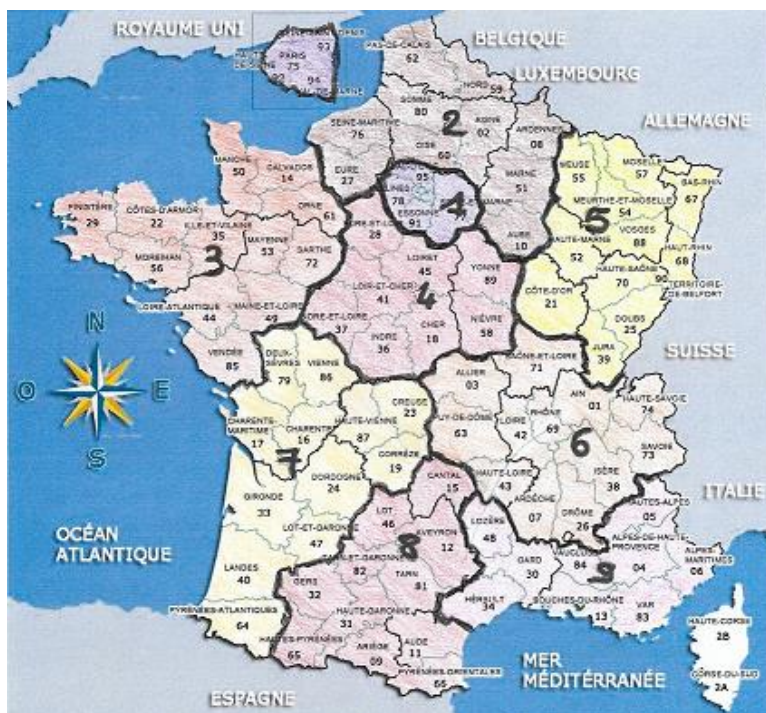 ROYAUME UNI
BELGIQUE
LUXEMBOURG
ALLEMAGNE
SUISSE
ITALIE
ESPAGNE
OCÉAN
ATLANTIQUE
MER
MÉDITÉRRANÉE
N
O E
S
93
PARIS
75
92
94
PAS-DE-CALAIS
62
NORD 59
SOMME
80
2
AISNE
02
ARDENNES
08
SEINE-MARITIME
76
OISE
60
EURE
27
95
78
1
ESSONNE
91
77
MARNE
51
AUBE
10
MEUSE
55
MOSELLE
57
BAS-RHIN
67
MEURTHE-ET-MOSELLE
54
5
VOSGES
88
HAUTE-MARNE
52
HAUT-RHIN
68
HAUTE-SAÔNE
70
90
TERRITOIRE-
DE-BELFORT
CÔTE-D'OR
21
DOUBS
25
JURA
39
MANCHE
50
CALVADOS
14
ORNE
61
FINISTÈRE
29
CÔTES-D'ARMOR
22
ILLE-ET-VILAINE
35
MORBIHAN
56
3
MAYENNE
53
SARTHE
72
LOIRE-ATLANTIQUE
44
MAINE-ET-LOIRE
49
VENDÉE
85
28
LOIRET
45
LOIR-ET-CHER
41
4
YONNE
89
37
INDRE
36
CHER
18
NIÈVRE
58
DEUX-
SÈVRES
79
VIENNE
86
CHARENTE-
MARITIME
17
CHARENTE
16
7
HAUTE-VIENNE
87
CREUSE
23
CORRÈZE
19
DORDOGNE
24
GIRONDE
33
LOT-ET-GARONNE
47
LANDES
40
PYRÉNÉES-ATLANTIQUES
64
SAÔNE-ET-LOIRE
71
ALLIER
03
PUY-DE-DÔME
63
LOIRE
42
RHÔNE
69
AIN
01
HAUTE-SAVOIE
74
6
SAVOIE
73
ISÈRE
38
HAUTE-LOIRE
43
ARDÈCHE
07
DRÔME
26
CANTAL
15
LOT
46
AVEYRON
12
8
TARN-ET-GARONNE
82
TARN
81
GERS
32
HAUTE-GARONNE
31
HAUTES-PYRÉNÉES
65
ARIÈGE
09
AUDE
11
PYRÉNÉES-ORIENTALES
66
LOZÈRE
48
GARD
30
HÉRAULT
34
VAUCLUSE
84
9
HAUTES-ALPES
05
ALPES-DE-HAUTE-
PROVENCE
04
ALPES-
MARITIMES
06
BOUCHES-DU-RHÔNE
13
VAR
83
HAUTE-CORSE
2B
CORSE-DU-SUD
2A